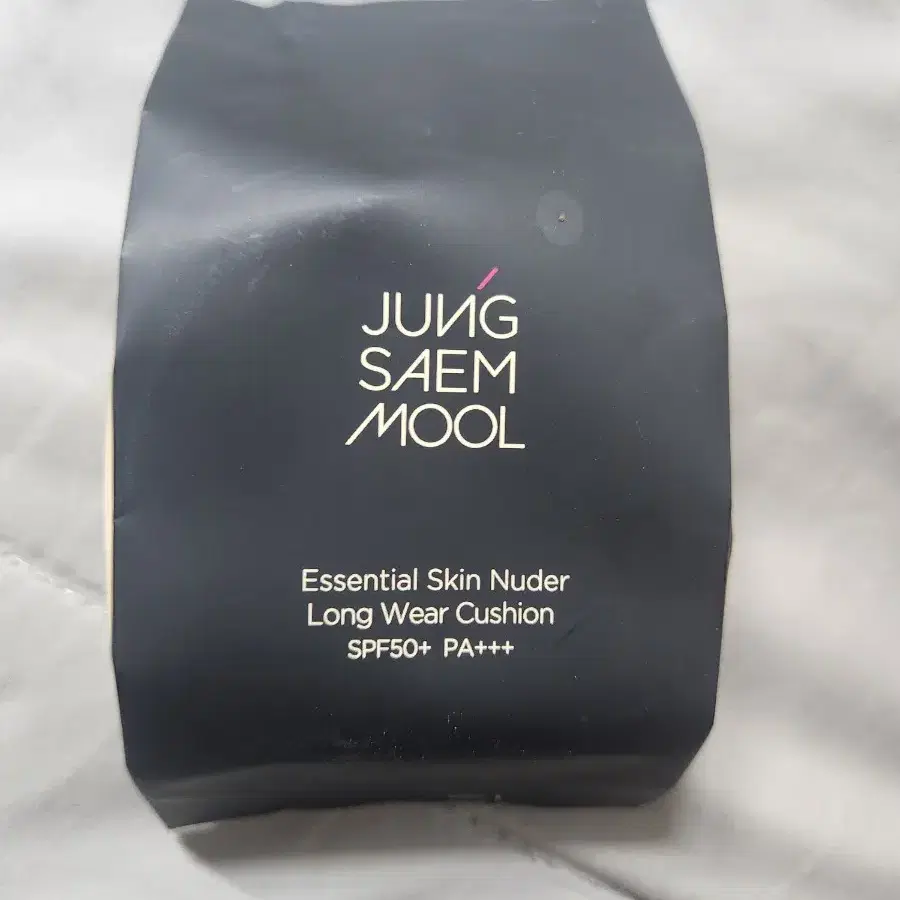 JUNG
SAEM
MOOL
Essential Skin Nuder
Long Wear Cushion
SPF50+ PA+++